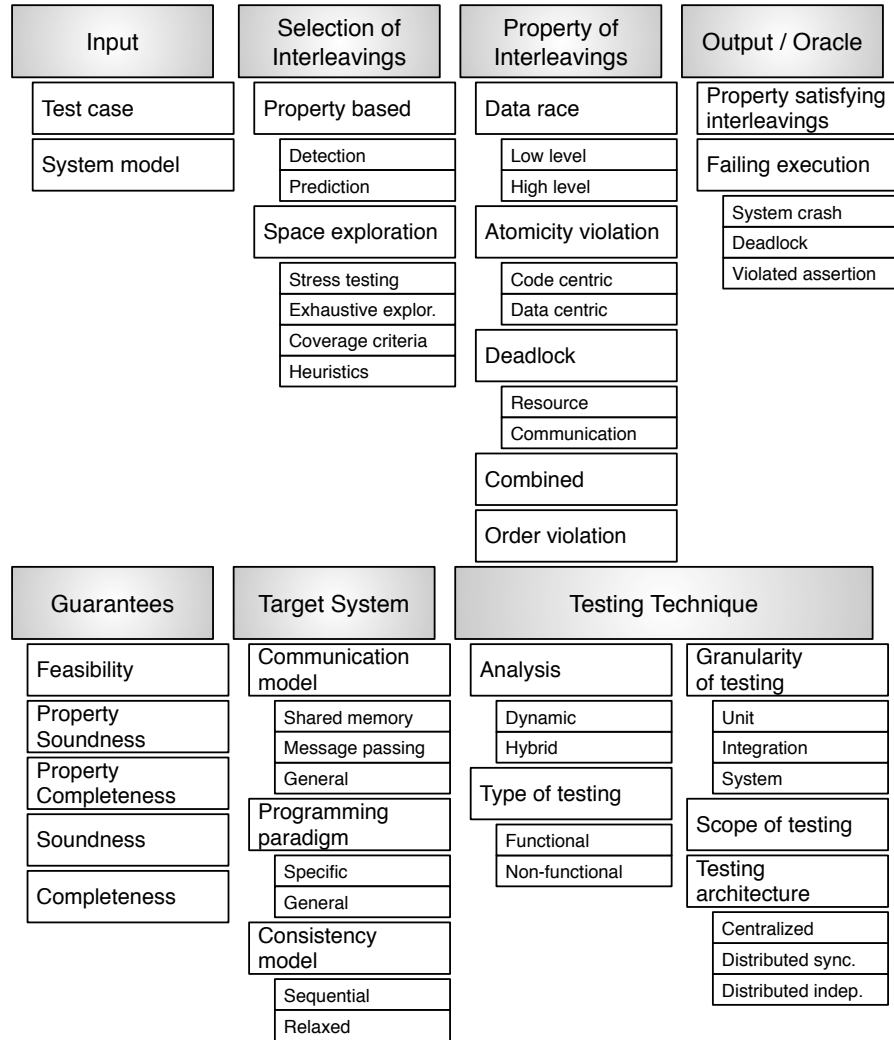 Input
Test case
System model
Selection of
Interleavings
Property based
Detection
Prediction
Space exploration
Stress testing
Exhaustive explor.
Coverage criteria
Heuristics
Property of
Interleavings
Data race
Low level
High level
Atomicity violation
Code centric
Data centric
Deadlock
Resource
Communication
Combined
Order violation
Output / Oracle
Property satisfying
interleavings
Failing execution
System crash
Deadlock
Violated assertion
Guarantees
Feasibility
Property
Soundness
Property
Completeness
Soundness
Completeness
Target System
Communication
model
Shared memory
Message passing
General
Programming
paradigm
Specific
General
Consistency
model
Sequential
Relaxed
Testing Technique
Analysis
Dynamic
Hybrid
Type of testing
Functional
Non-functional
Granularity
of testing
Unit
Integration
System
Scope of testing
Testing
architecture
Centralized
Distributed sync.
Distributed indep.